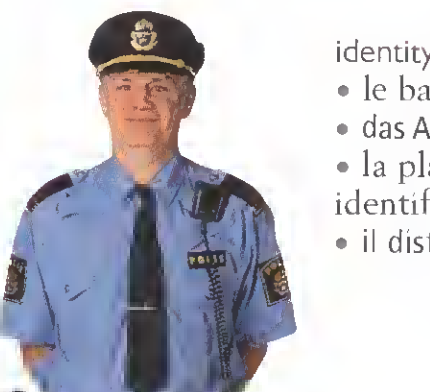 identity
• le ba
• das A
• la pla
identif
• il dist
POLIS